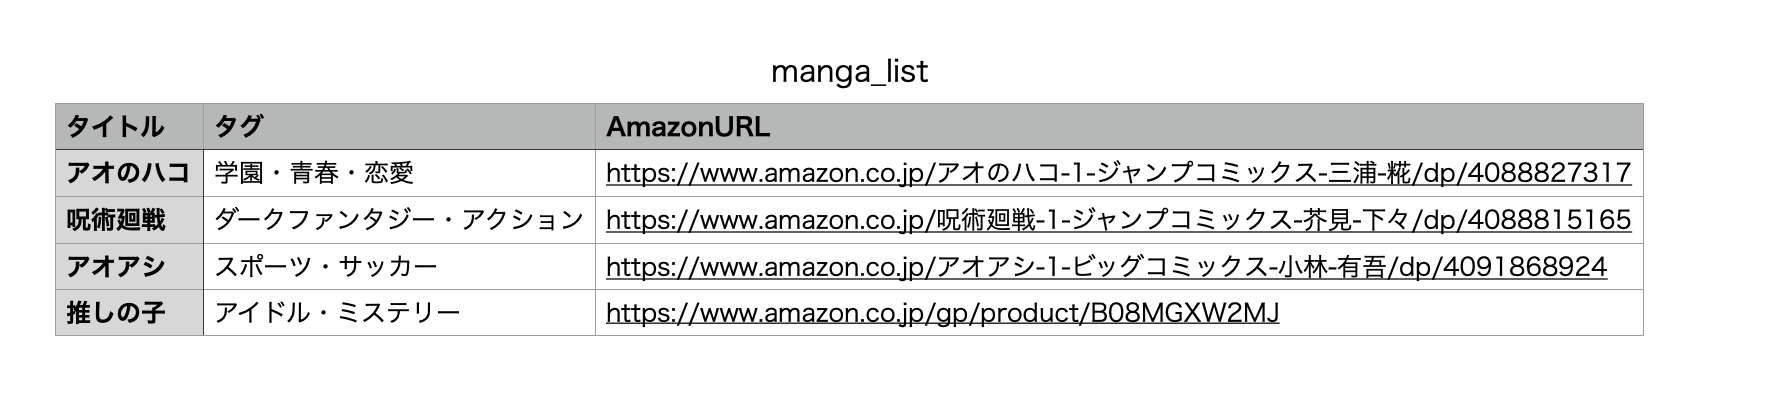 manga_list
タイトル タグ AmazonURL
アオのハコ 学園・青春・恋愛 https://www.amazon.co.jp/アオのハコ-1-ジャンプコミックス-三浦-糀/dp/4088827317
呪術廻戦 ダークファンタジー・アクション https://www.amazon.co.jp/呪術廻戦-1-ジャンプコミックス-芥見-下々/dp/4088815165
アオアシ スポーツ・サッカー https://www.amazon.co.jp/アオアシ-1-ビッグコミックス-小林-有吾/dp/4091868924
推しの子 アイドル・ミステリー https://www.amazon.co.jp/gp/product/B08MGXW2MJ